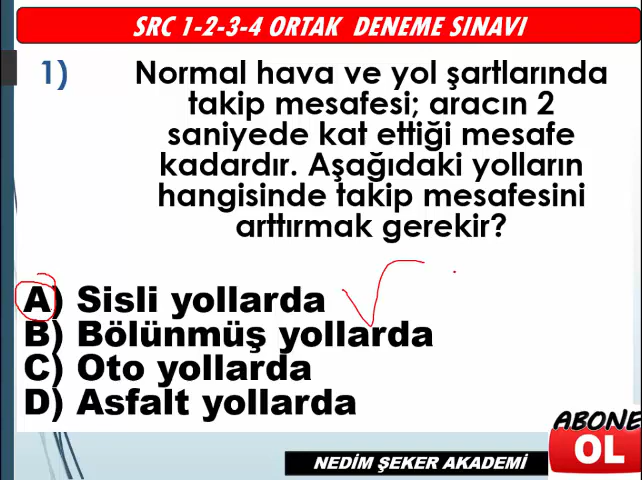 SRC 1-2-3-4 ORTAK DENEME SINAVI
1) Normal hava ve yol şartlarında
takip mesafesi; aracın 2
saniyede kat ettiği mesafe
kadardır. Aşağıdaki yolların
hangisinde takip mesafesini
arttırmak gerekir?
A) Sisli yollarda
B) Bölünmüş yollarda
C) Oto yollarda
D) Asfalt yollarda
ABONE
OL
NEDİM ŞEKER AKADEMİ